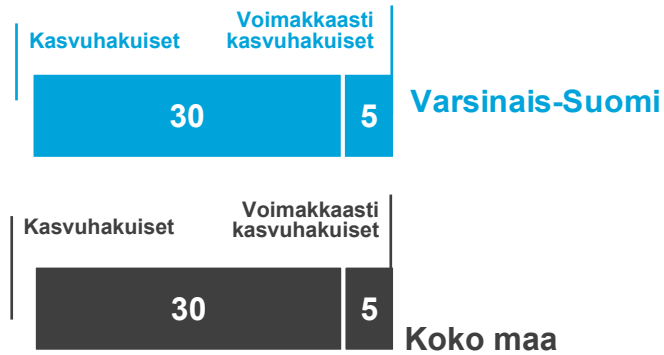 Voimakkaasti
Kasvuhakuiset kasvuhakuiset
30 5 Varsinais-Suomi
Voimakkaasti
Kasvuhakuiset kasvuhakuiset
30 5
Koko maa